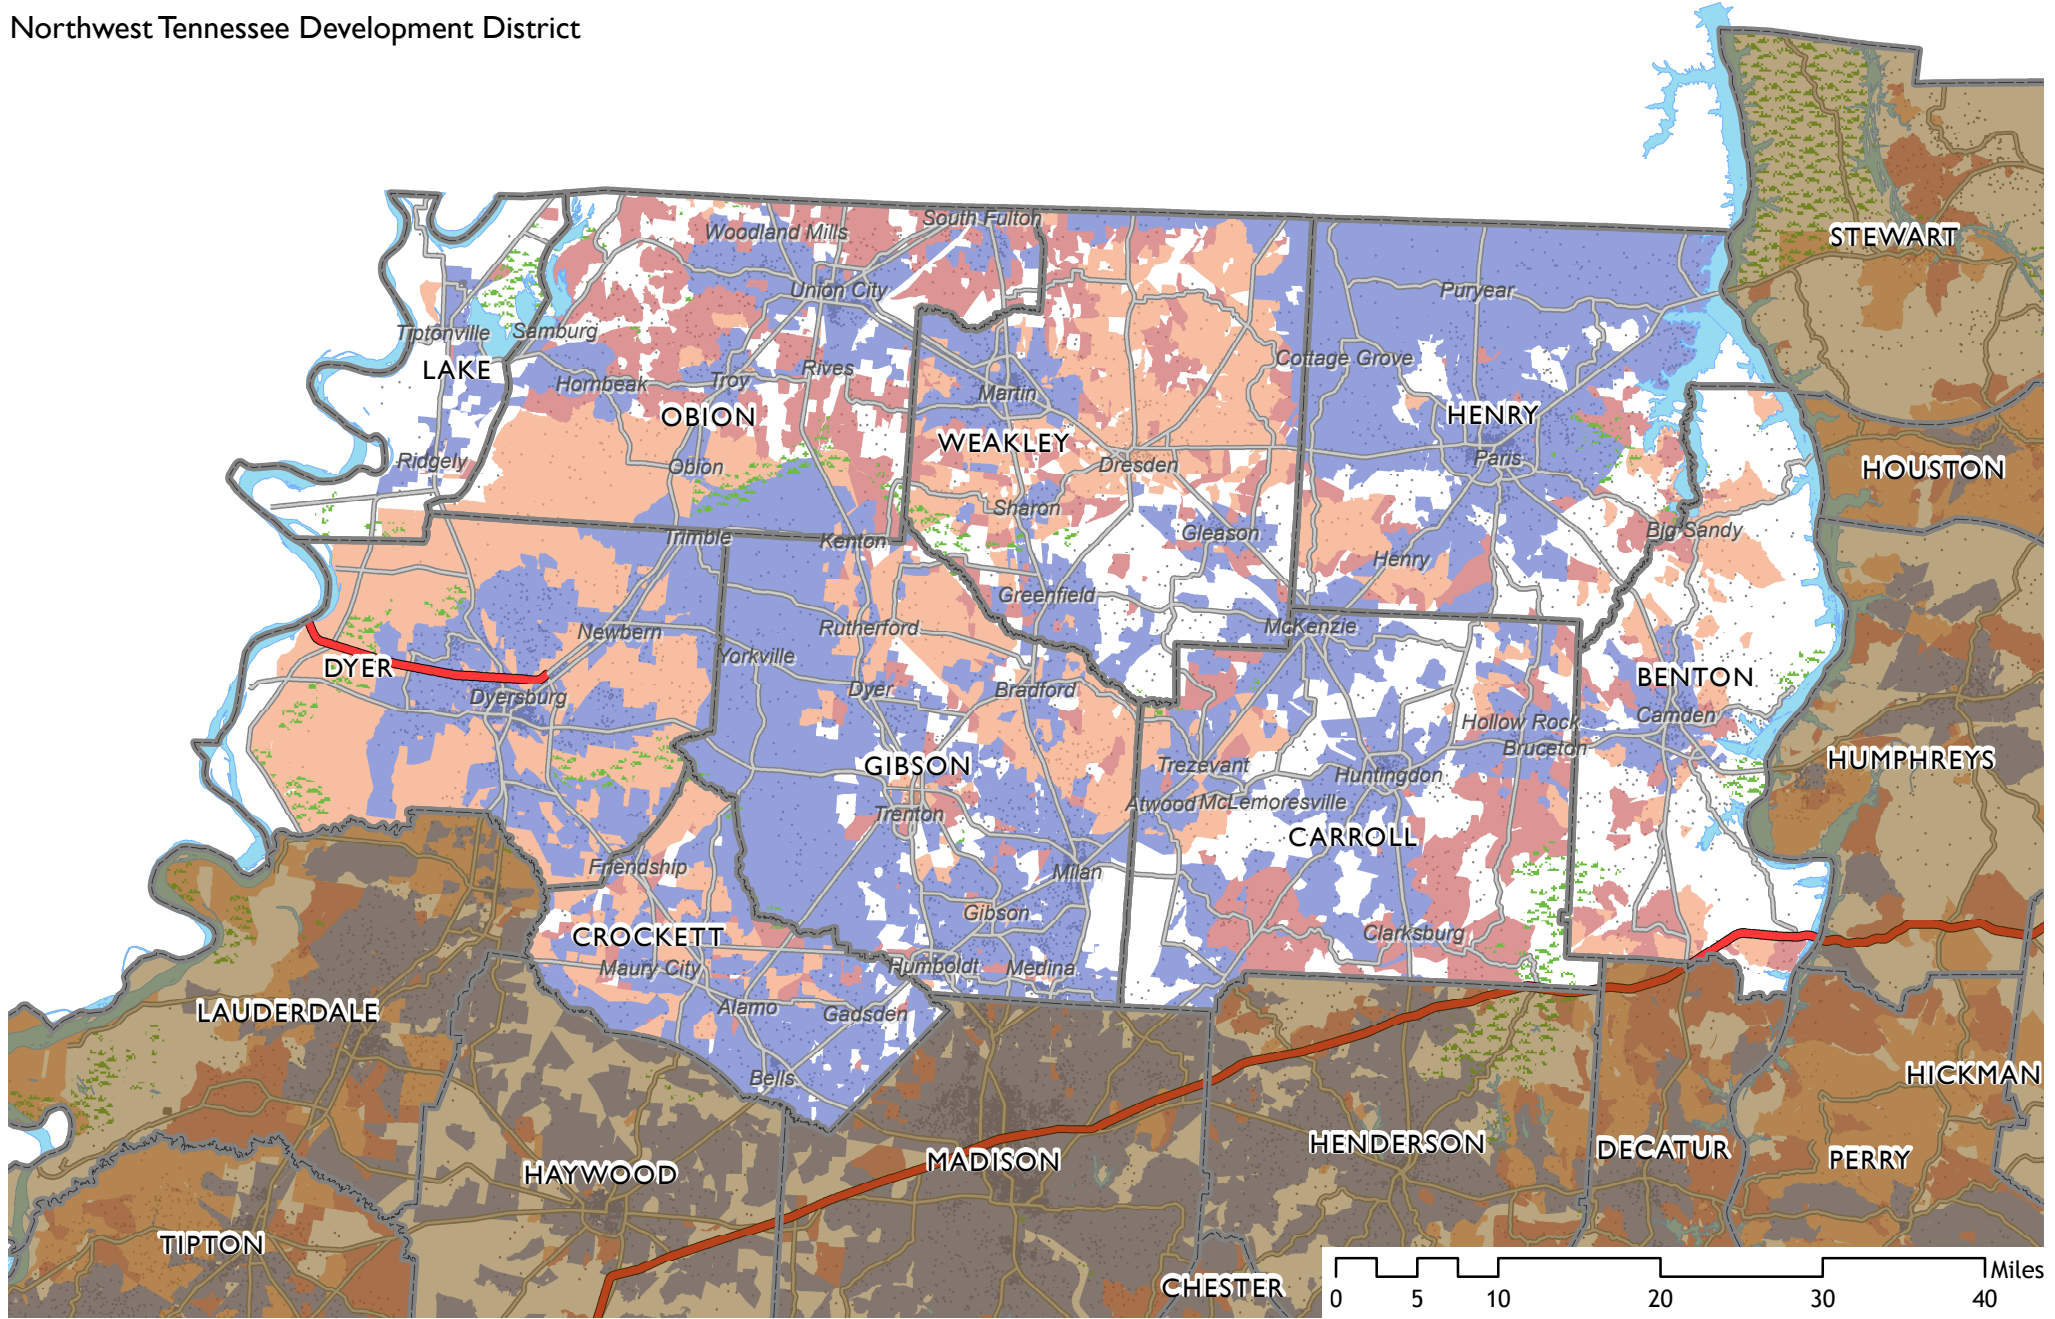 Northwest Tennessee Development District
South Fulton
Woodland Mills
STEWART
Union City
Puryear
Tiptonville
Samburg
LAKE
Cottage Grove
Hornbeak
Troy
Rives
Martin
OBION
HENRY
WEAKLEY
Ridgely
Obion
Dresden
Paris
HOUSTON
Sharon
Trimble
Kenton
Gleason
Big Sandy
Henry
Greenfield
Newbern
Rutherford
McKenzie
DYER
Yorkville
BENTON
Dyersburg
Dyer
Bradford
Hollow Rock
Camden
GIBSON
Trezevant
Bruceton
HUMPHREYS
Huntingdon
Trenton
Atwood
McLemoresville
CARROLL
Friendship
Milan
Gibson
CROCKETT
Clarksburg
Maury City
Humboldt
Medina
LAUDERDALE
Alamo
Gadsden
Bells
HICKMAN
HENDERSON
DECATUR
HAYWOOD
MADISON
PERRY
TIPTON
CHESTER
Miles
0 5 10 20 30 40